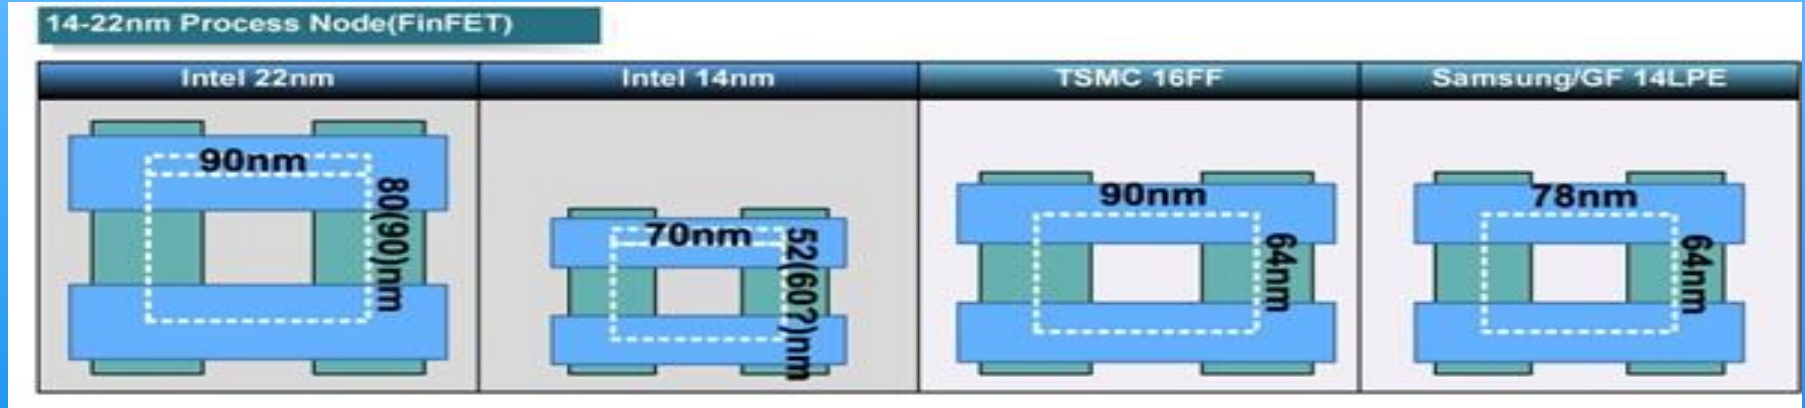 14-22nm Process Node(FinFET)
Intel 22nm
Intel 14nm
TSMC 16FF
Samsung/GF 14LPE
90nm
80(90)nm
70nm
52(60?)nm
90nm
64nm
78nm
64nm